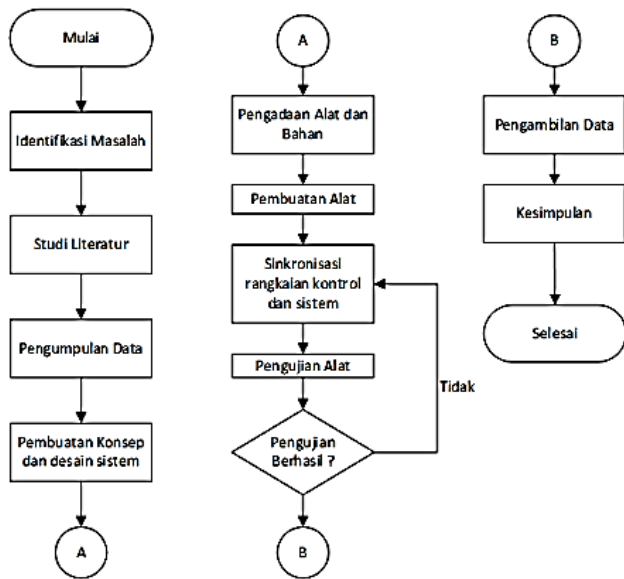 Mulai
Identifikasi Masalah
Studi Literatur
Pengumpulan Data
Pembuatan Konsep
dan desain sistem
A
A
Pengadaan Alat dan
Bahan
Pembuatan Alat
Sinkronisasi
rangkaian kontrol
dan sistem
Pengujian Alat
Pengujian
Berhasil ?
Tidak
B
B
Pengambilan Data
Kesimpulan
Selesai